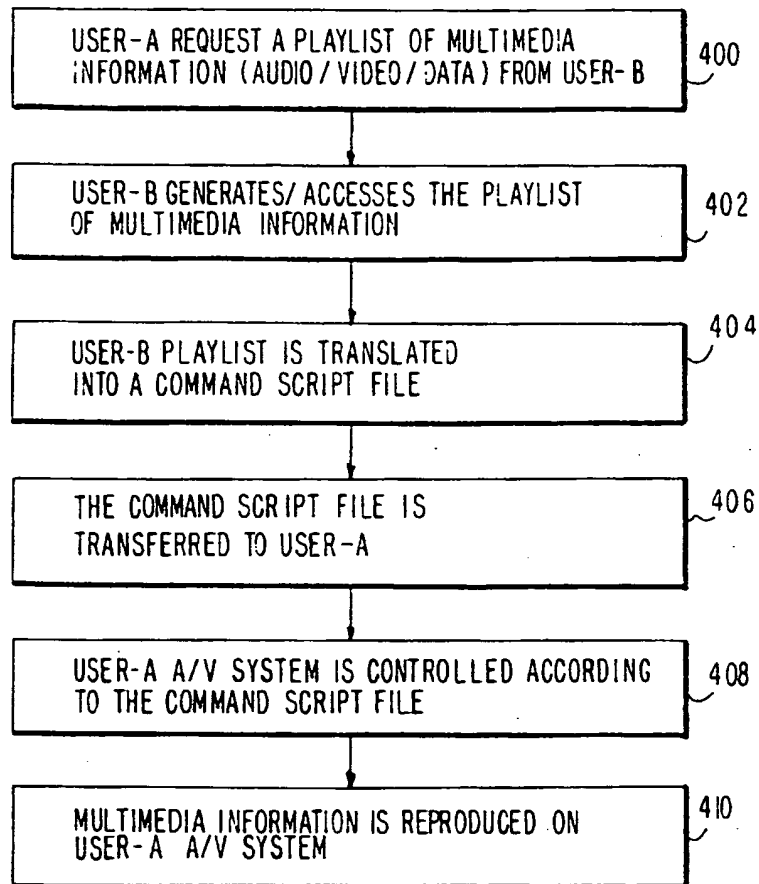 USER-A REQUEST A PLAYLIST OF MULTIMEDIA
INFORMATION (AUDIO/VIDEO/DATA) FROM USER-B
400
USER-B GENERATES/ACCESSES THE PLAYLIST
OF MULTIMEDIA INFORMATION
402
USER-B PLAYLIST IS TRANSLATED
INTO A COMMAND SCRIPT FILE
404
THE COMMAND SCRIPT FILE IS
TRANSFERRED TO USER-A
406
USER-A A/V SYSTEM IS CONTROLLED ACCORDING
TO THE COMMAND SCRIPT FILE
408
MULTIMEDIA INFORMATION IS REPRODUCED ON
USER-A A/V SYSTEM
410